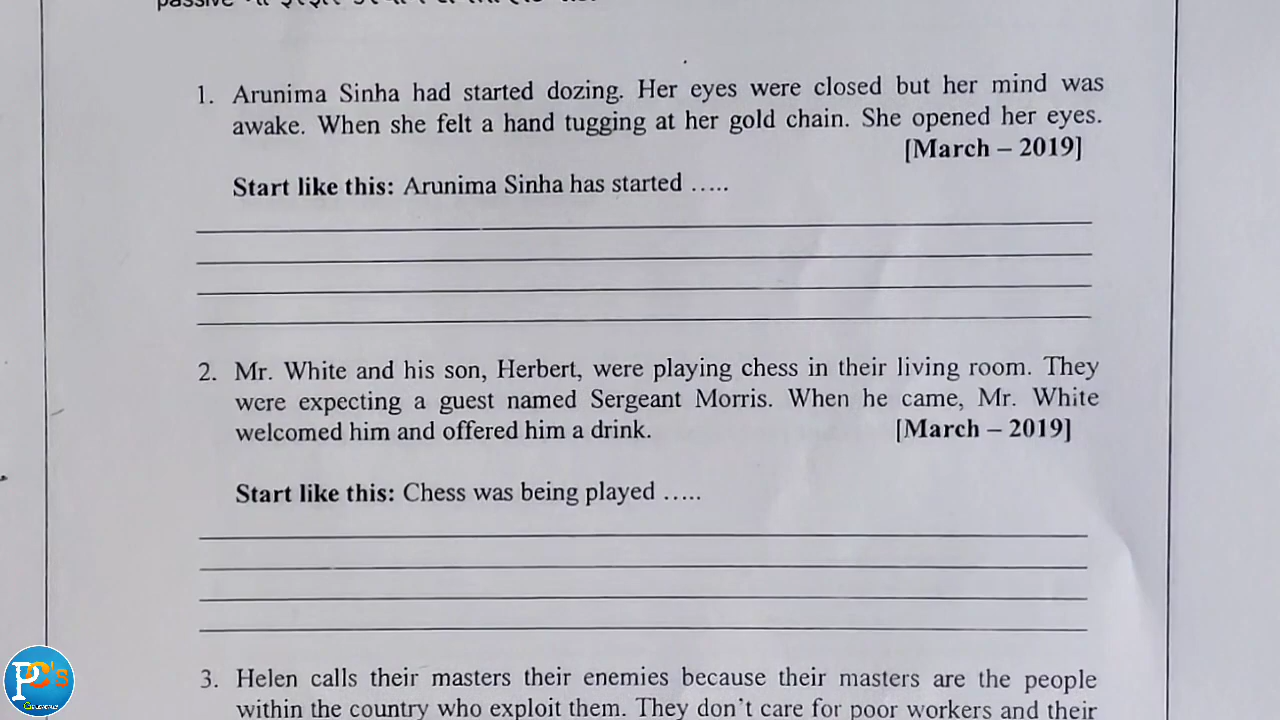 passive
1. Arunima Sinha had started dozing. Her eyes were closed but her mind was
awake. When she felt a hand tugging at her gold chain. She opened her eyes.
[March – 2019]
Start like this: Arunima Sinha has started …..
2. Mr. White and his son, Herbert, were playing chess in their living room. They
were expecting a guest named Sergeant Morris. When he came, Mr. White
welcomed him and offered him a drink. [March – 2019]
Start like this: Chess was being played …..
3. Helen calls their masters their enemies because their masters are the people
within the country who exploit them. They don't care for poor workers and their
PC's